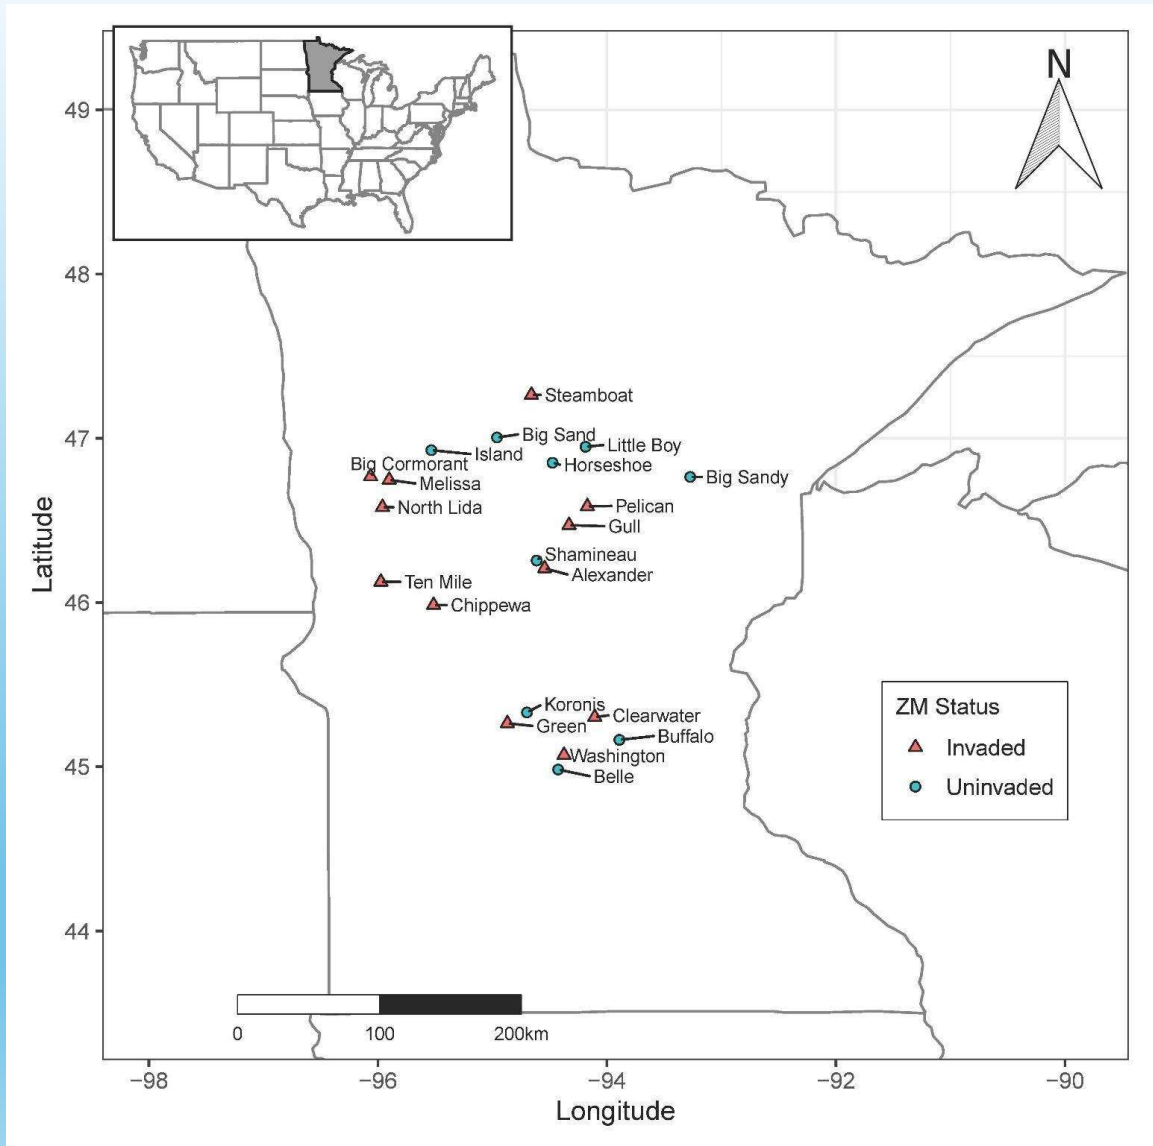 N
49
48
47
46
45
44
Latitude
Steamboat
Big Sand
Little Boy
Island
Big Cormorant
Horseshoe
Melissa
Big Sandy
North Lida
Pelican
Gull
Shamineau
Alexander
Ten Mile
Chippewa
Koronis
Clearwater
Green
Buffalo
Washington
Belle
ZM Status
Invaded
Uninvaded
0 100 200km
−98 −96 −94 −92 −90
Longitude